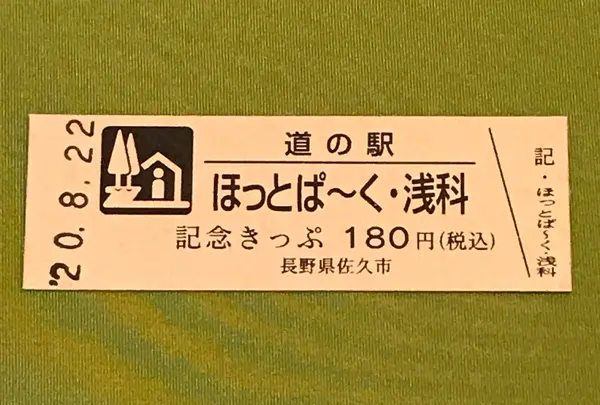 '20.8.22
道の駅
ほっとぱ〜く・浅科
記念きっぷ 180円(税込)
長野県佐久市
記・ほっとぱ〜く・浅科